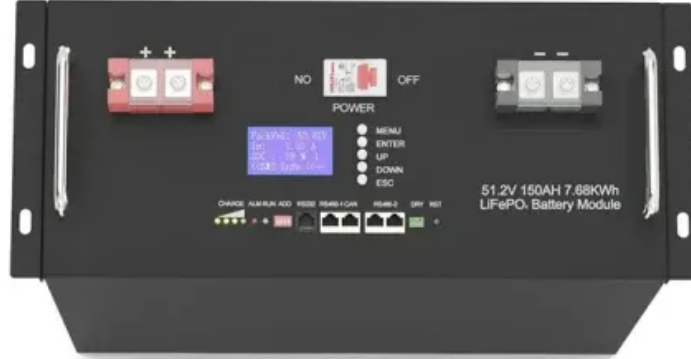 + +
− −
NO
OFF
POWER
MENU
ENTER
UP
DOWN
ESC
51.2V 150AH 7.68KWh
LiFePO₄ Battery Module
CHARGE ALM RUN ADD RS232 RS485-1 CAN RS485-2 DRY RST